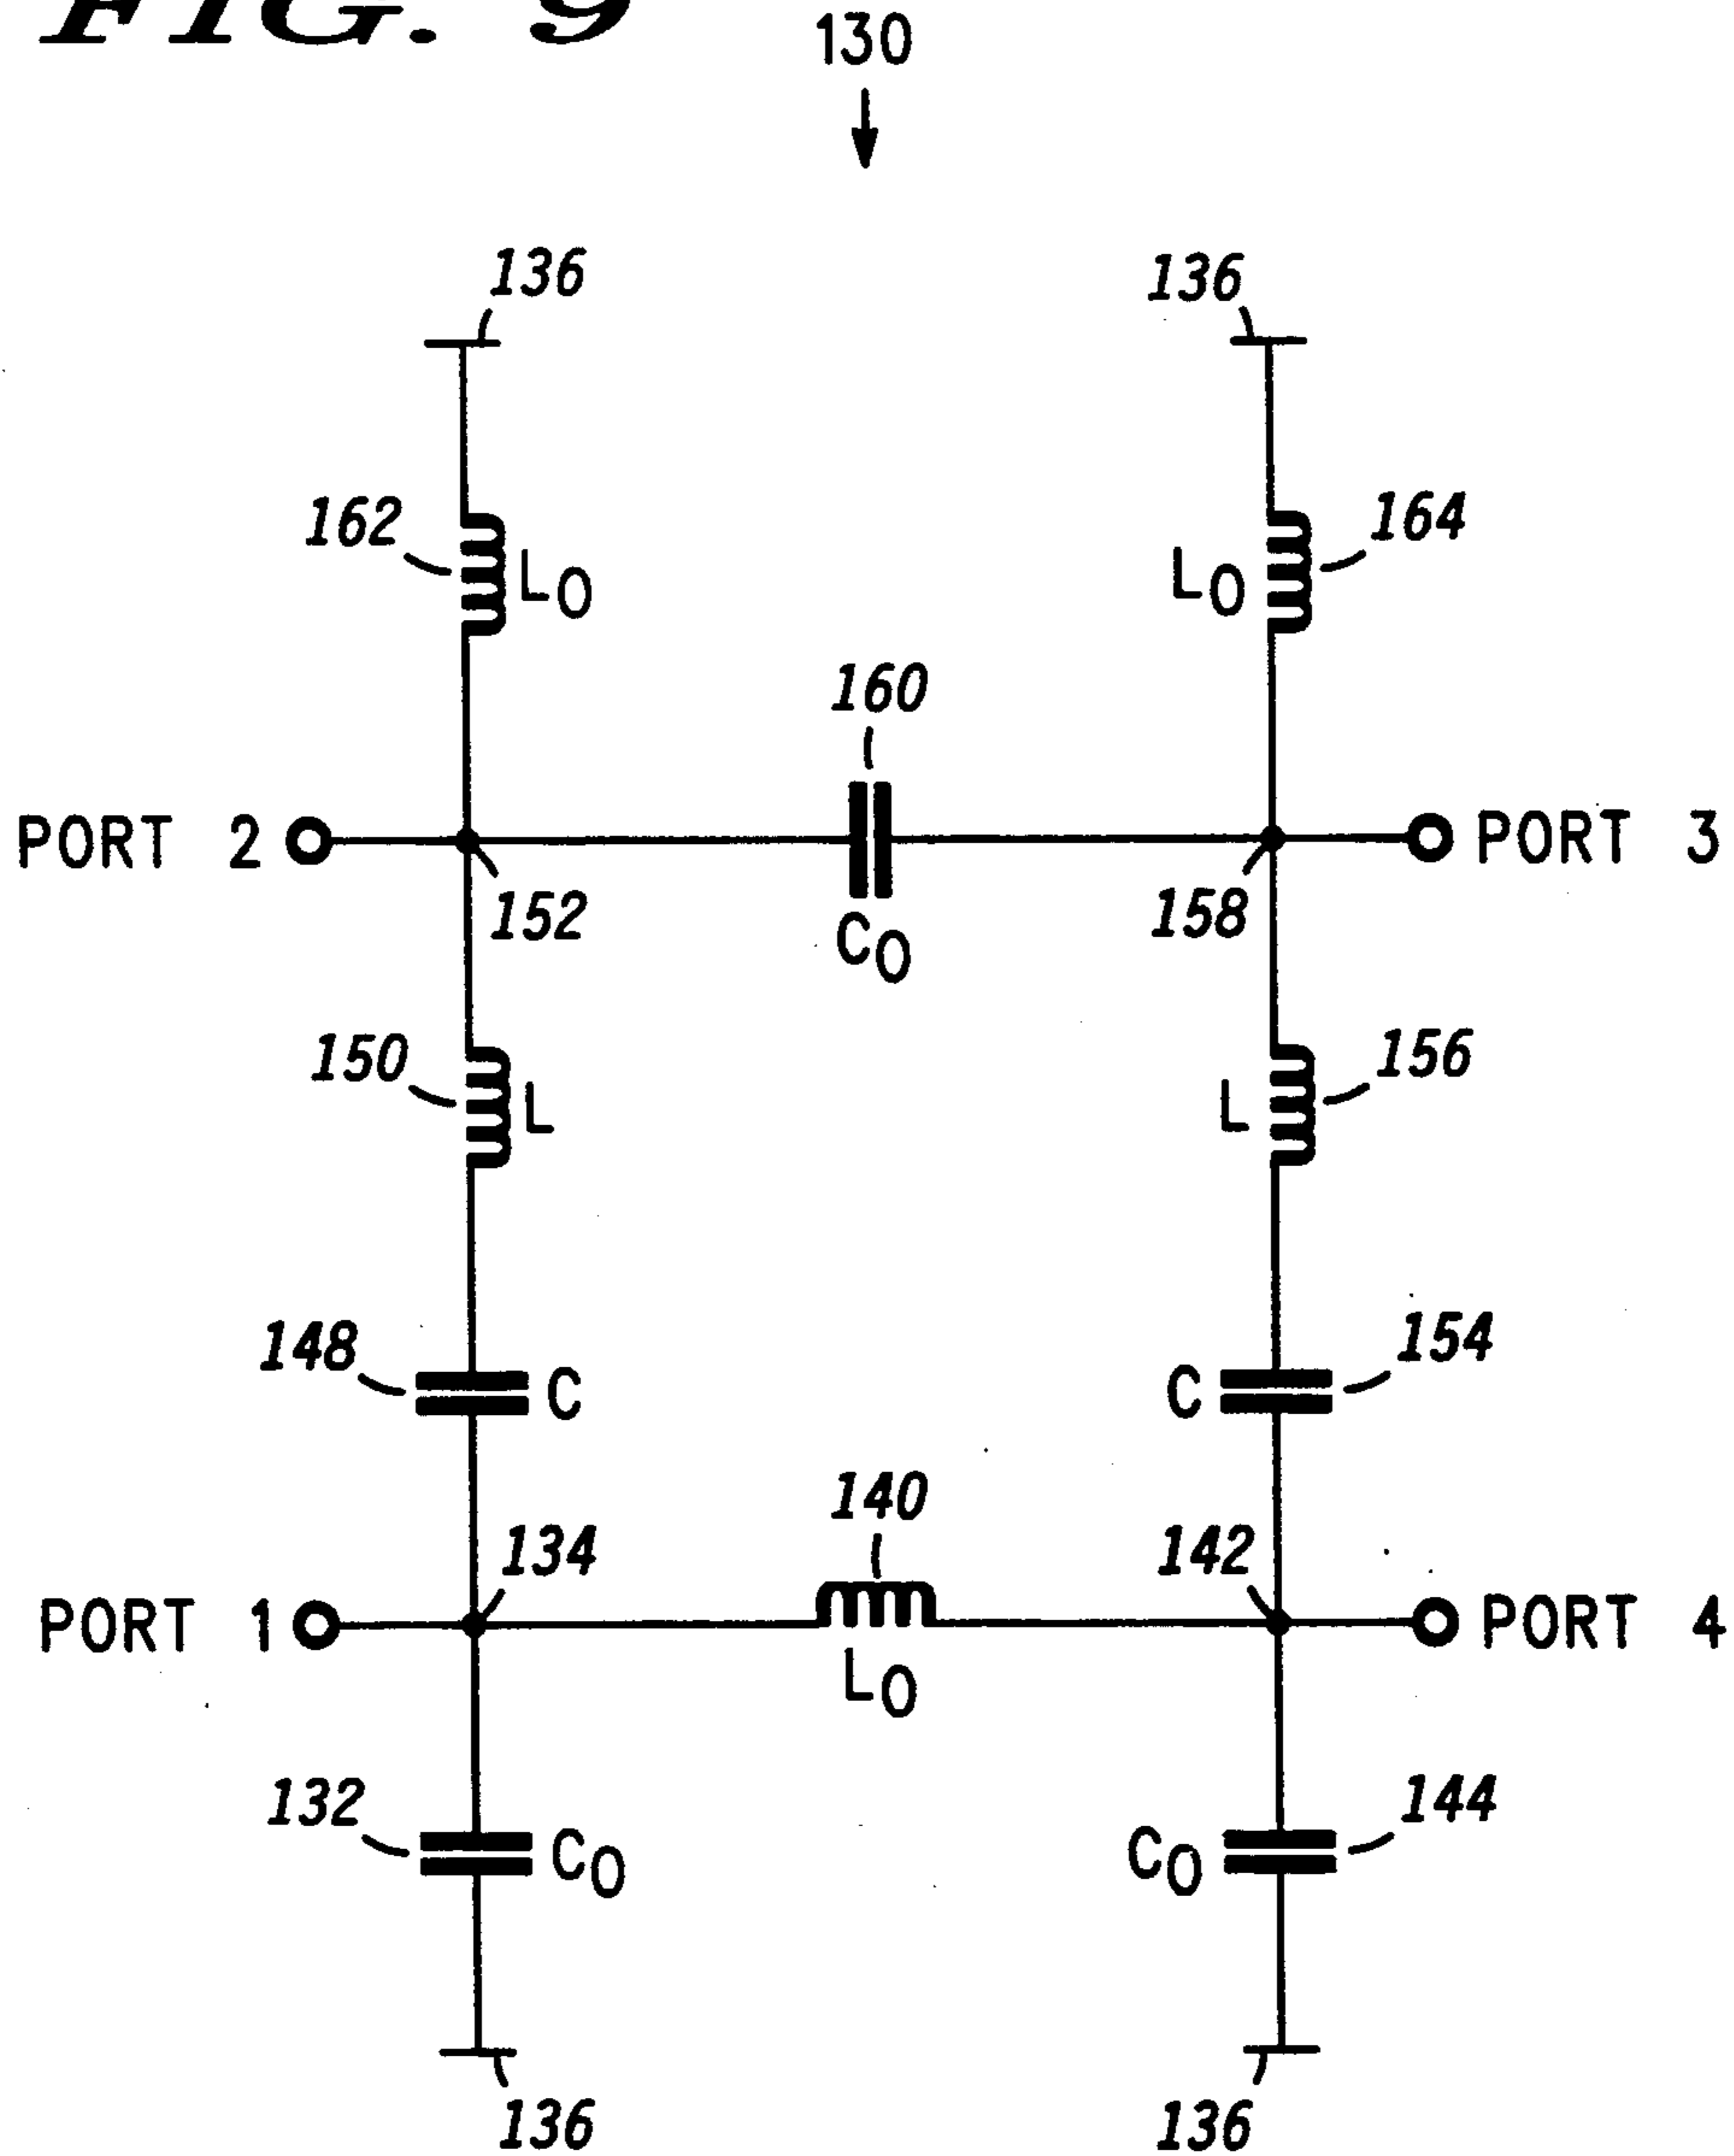 FIG. 9
130
136 136
162 L0 L0 164
160
PORT 2 PORT 3
152 158
C0
150 L L 156
148 C C 154
140
134 142
PORT 1 PORT 4
L0
132 C0 C0 144
136 136